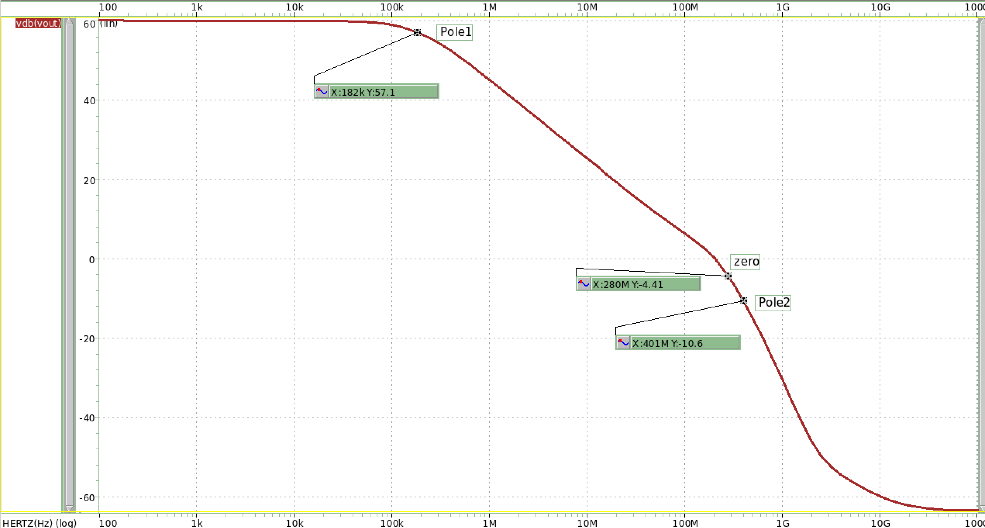 100 1k 10k 100k 1M 10M 100M 1G 10G 100G
vdb(vout) 60 (lin)
Pole1
X:182k Y:57.1
40
20
0
zero
X:280M Y:-4.41
Pole2
X:401M Y:-10.6
-20
-40
-60
HERTZ(Hz) (log) 100 1k 10k 100k 1M 10M 100M 1G 10G